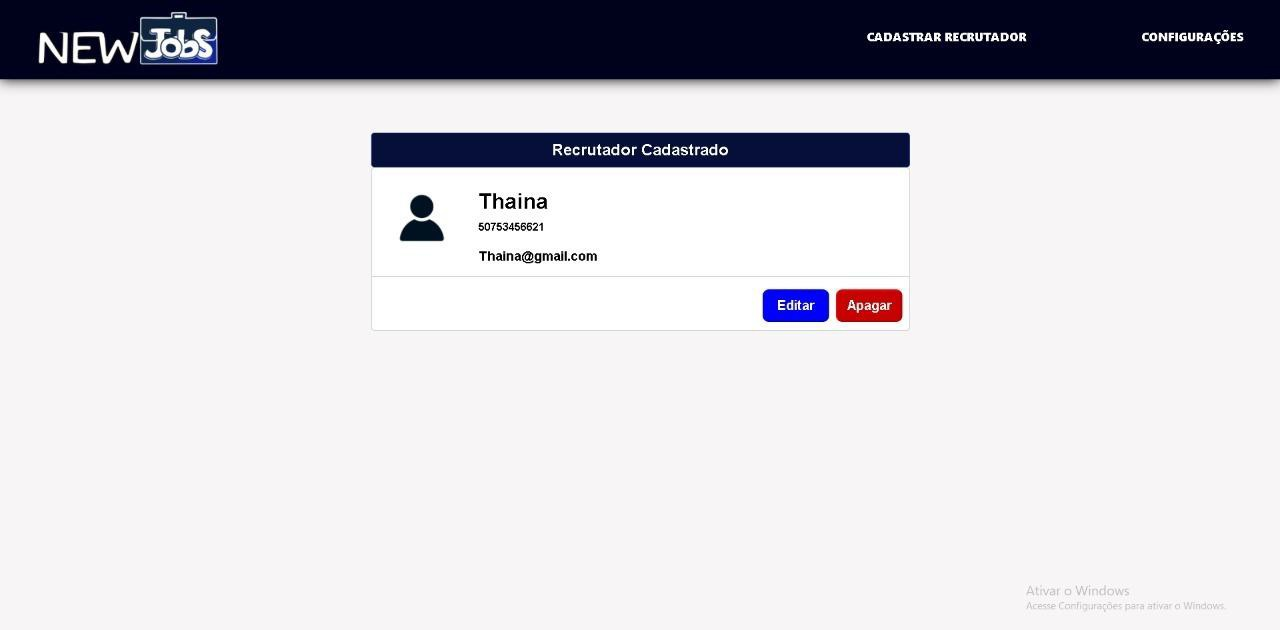 NEW JobS
CADASTRAR RECRUTADOR
CONFIGURAÇÕES
Recrutador Cadastrado
Thaina
50753456621
Thaina@gmail.com
Editar
Apagar
Ativar o Windows
Acesse Configurações para ativar o Windows.